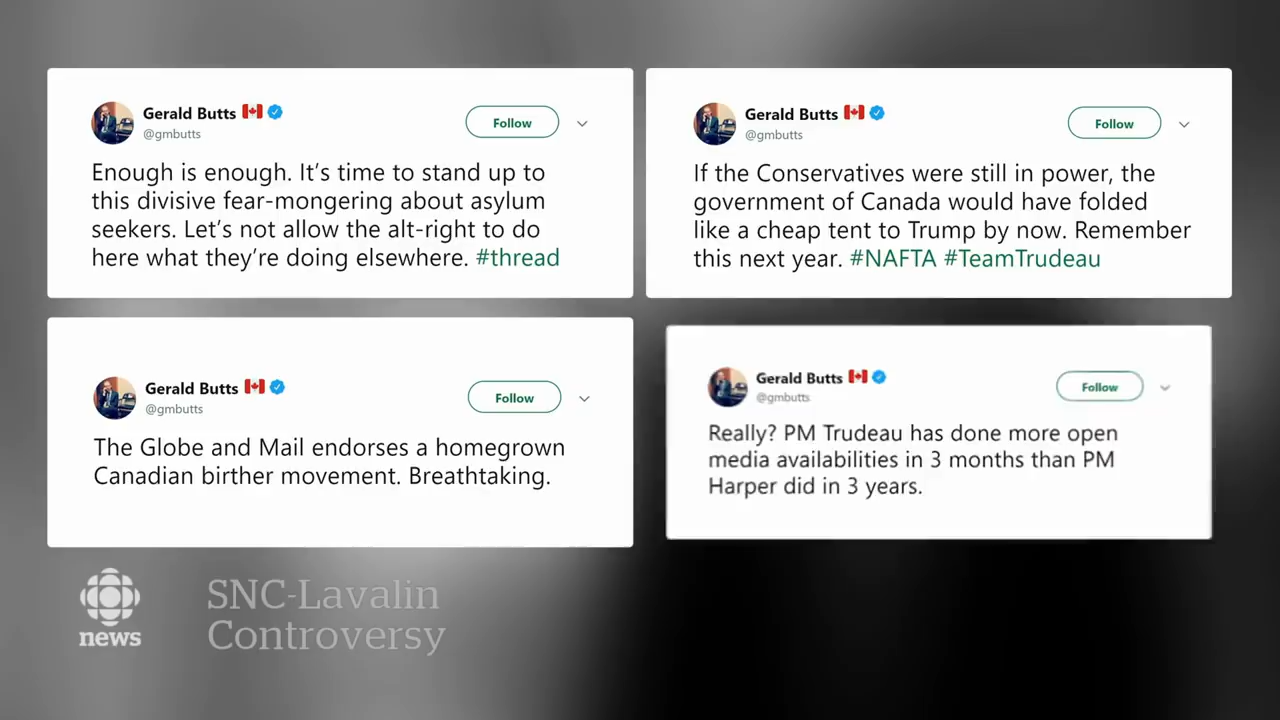 Gerald Butts
@gmbutts
Follow
Enough is enough. It's time to stand up to
this divisive fear-mongering about asylum
seekers. Let's not allow the alt-right to do
here what they're doing elsewhere. #thread
Gerald Butts
@gmbutts
Follow
If the Conservatives were still in power, the
government of Canada would have folded
like a cheap tent to Trump by now. Remember
this next year. #NAFTA #TeamTrudeau
Gerald Butts
@gmbutts
Follow
The Globe and Mail endorses a homegrown
Canadian birther movement. Breathtaking.
Gerald Butts
@gmbutts
Follow
Really? PM Trudeau has done more open
media availabilities in 3 months than PM
Harper did in 3 years.
news
SNC-Lavalin
Controversy